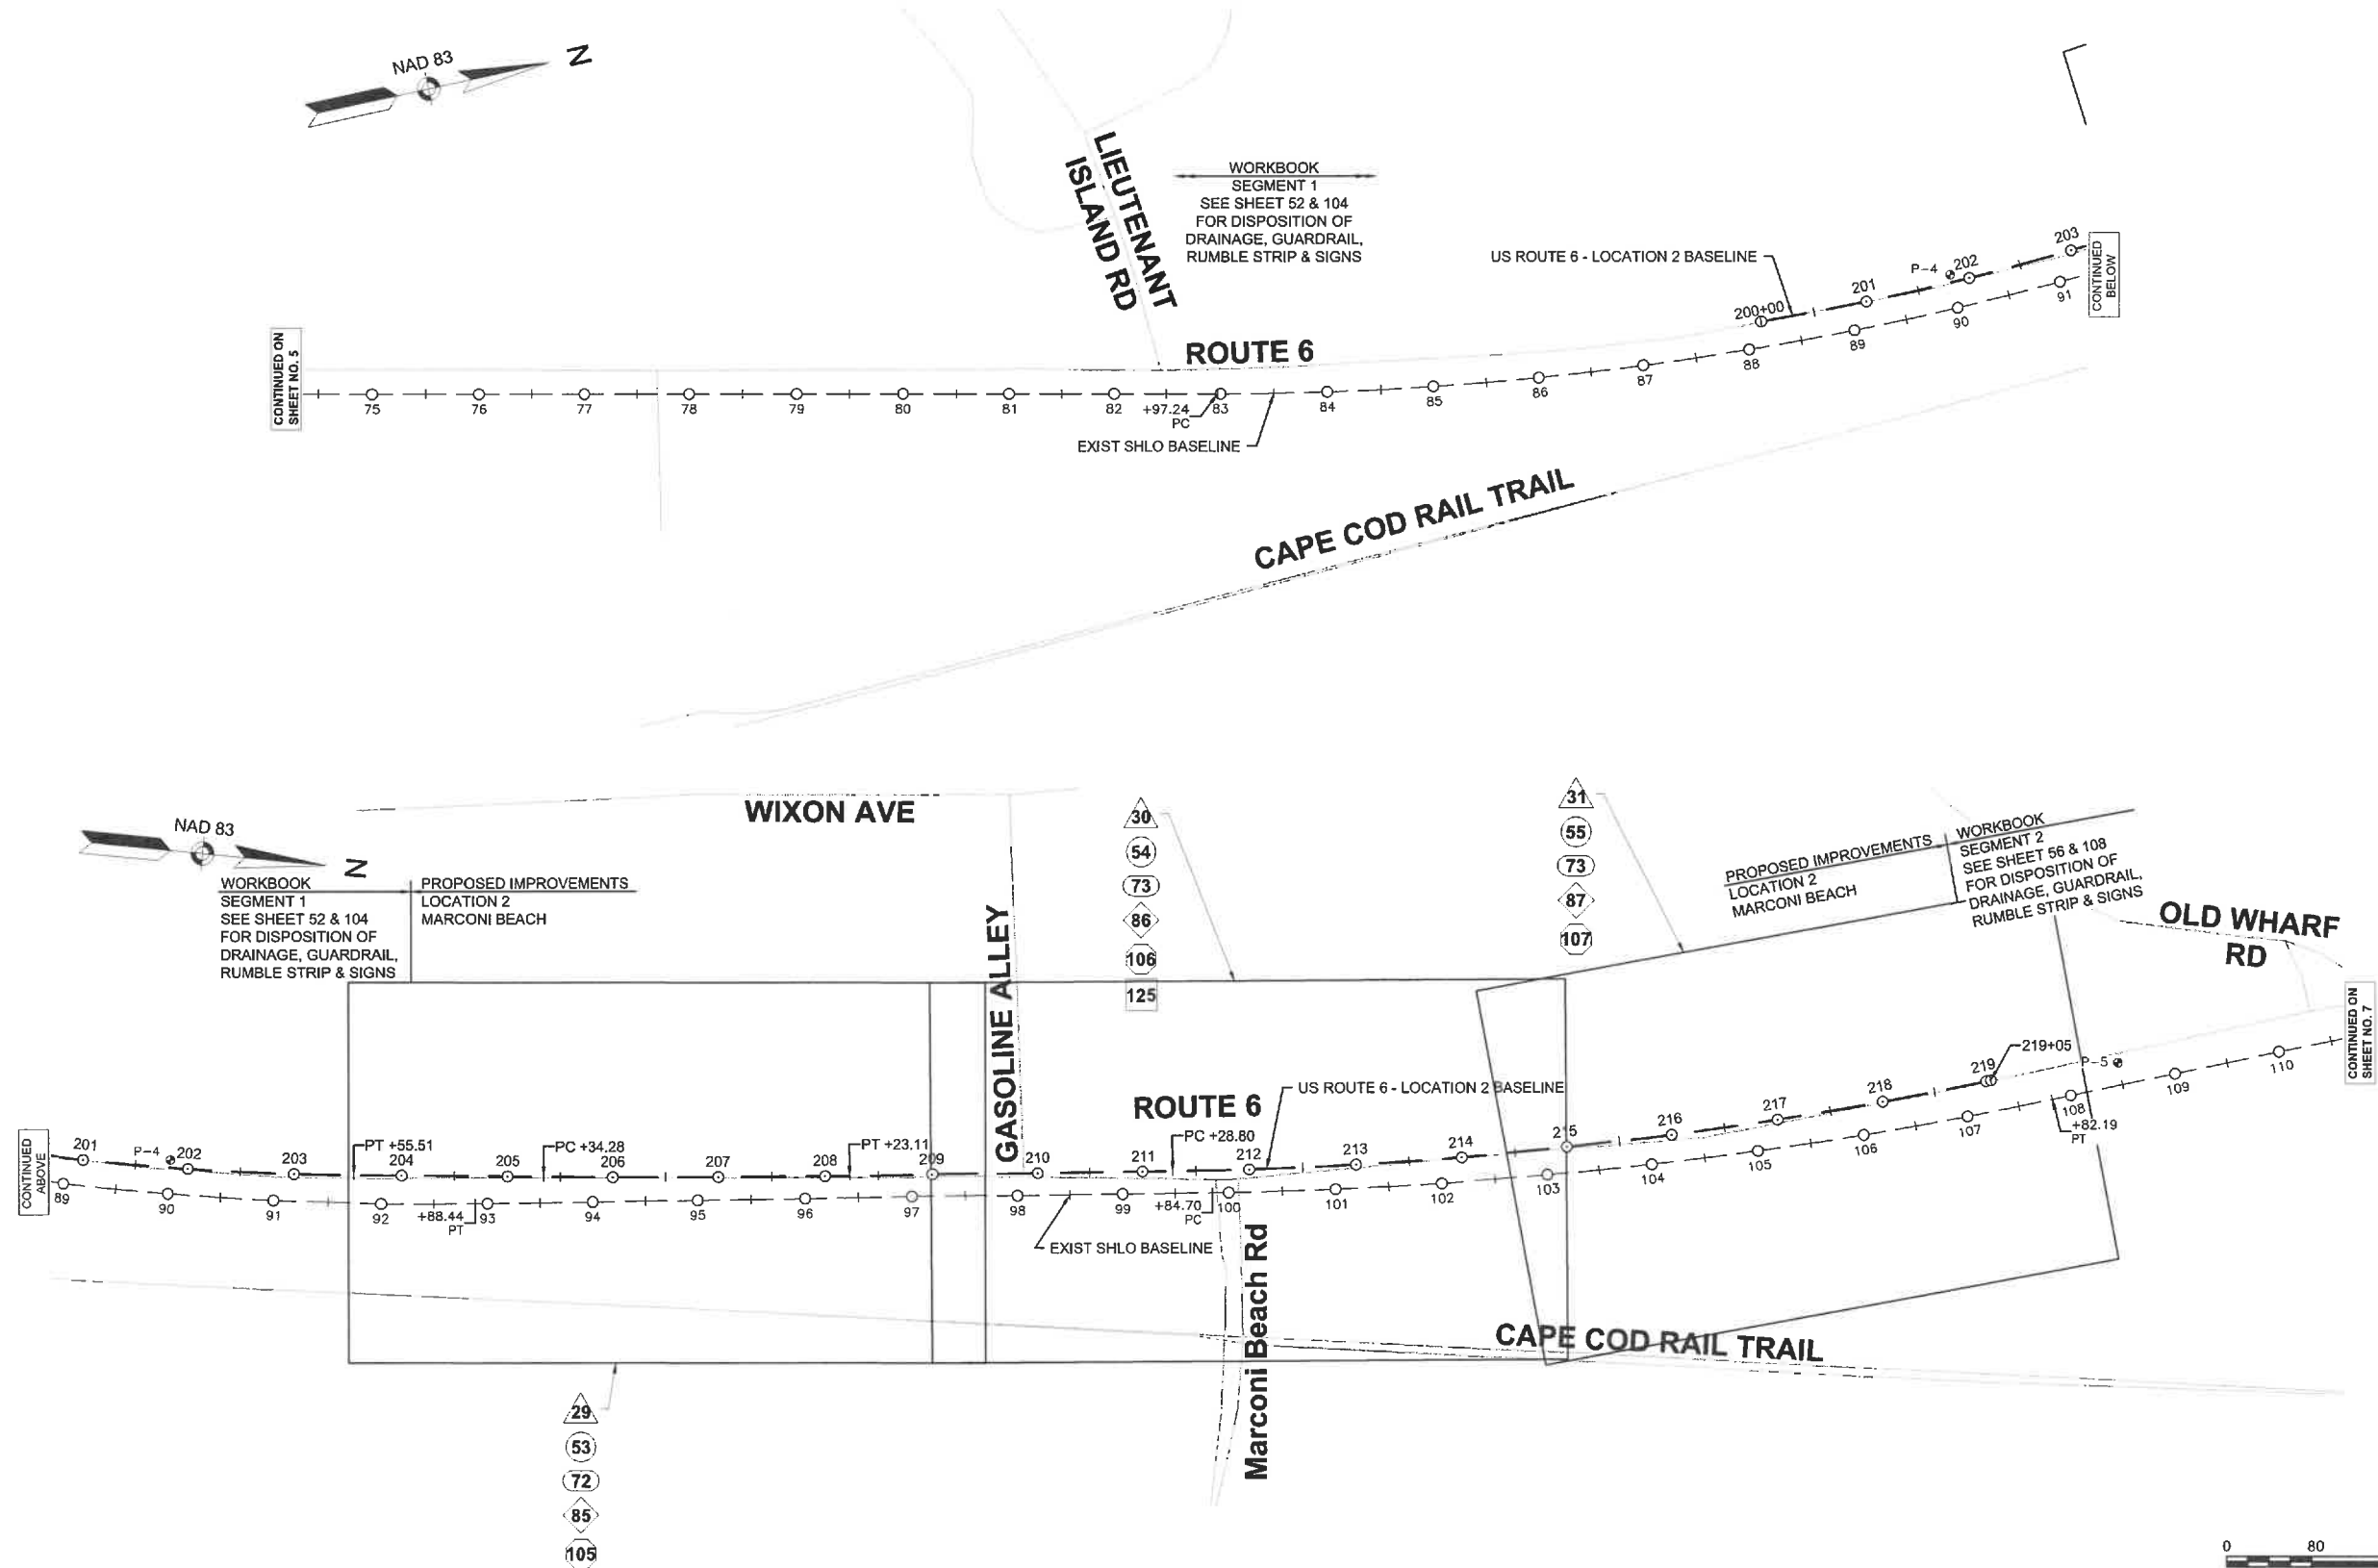 NAD 83
N
LIEUTENANT
ISLAND RD
WORKBOOK
SEGMENT 1
SEE SHEET 52 & 104
FOR DISPOSITION OF
DRAINAGE, GUARDRAIL,
RUMBLE STRIP & SIGNS
US ROUTE 6 - LOCATION 2 BASELINE
200+00
201
P-4
202
203
CONTINUED
BELOW
CONTINUED ON
SHEET NO. 5
ROUTE 6
75
76
77
78
79
80
81
82
+97.24
PC
83
84
85
86
87
88
89
90
91
EXIST SHLO BASELINE
CAPE COD RAIL TRAIL
WIXON AVE
NAD 83
N
WORKBOOK
SEGMENT 1
SEE SHEET 52 & 104
FOR DISPOSITION OF
DRAINAGE, GUARDRAIL,
RUMBLE STRIP & SIGNS
PROPOSED IMPROVEMENTS
LOCATION 2
MARCONI BEACH
GASOLINE ALLEY
30
54
73
86
106
125
31
55
73
87
107
PROPOSED IMPROVEMENTS
LOCATION 2
MARCONI BEACH
WORKBOOK
SEGMENT 2
SEE SHEET 56 & 108
FOR DISPOSITION OF
DRAINAGE, GUARDRAIL,
RUMBLE STRIP & SIGNS
OLD WHARF
RD
CONTINUED ON
SHEET NO. 7
CONTINUED
ABOVE
201
P-4
202
203
PT +55.51
204
205
PC +34.28
206
207
208
PT +23.11
209
210
211
PC +28.80
212
213
214
215
216
217
218
219
219+05
P-5
ROUTE 6
US ROUTE 6 - LOCATION 2 BASELINE
89
90
91
92
+88.44
PT
93
94
95
96
97
98
99
+84.70
PC
100
101
102
103
104
105
106
107
108
+82.19
PT
109
110
EXIST SHLO BASELINE
Marconi Beach Rd
CAPE COD RAIL TRAIL
29
53
72
85
105
0 80